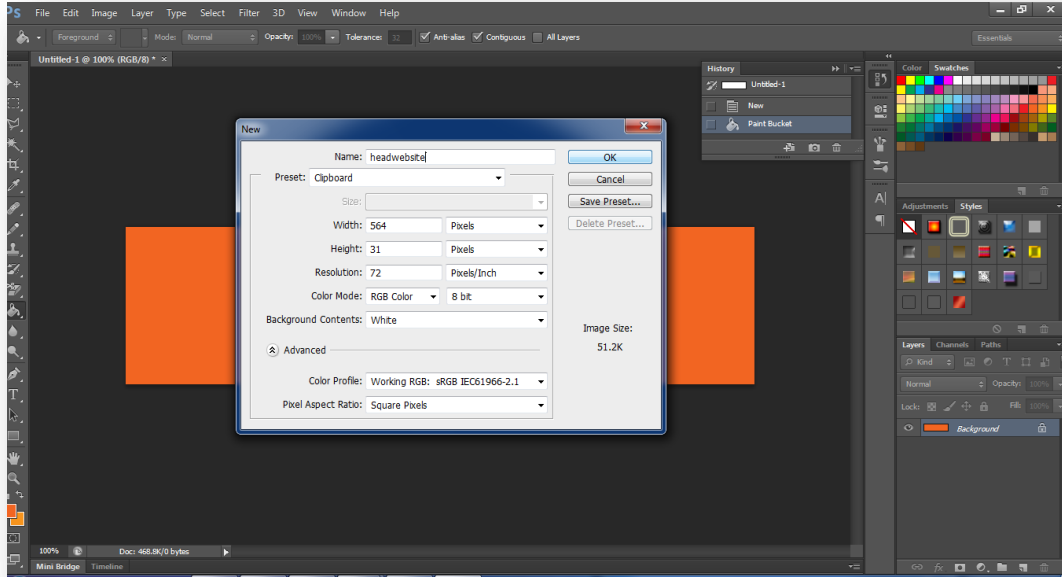 Ps File Edit Image Layer Type Select Filter 3D View Window Help
Foreground Mode: Normal Opacity: 100% Tolerance: 32 Anti-alias Contiguous All Layers Essentials
Untitled-1 @ 100% (RGB/8) * ×
History
Untitled-1
New
Paint Bucket
Color Swatches
New
Name: headwebsite
OK
Preset: Clipboard
Cancel
Size:
Save Preset...
Width: 564 Pixels
Delete Preset...
Height: 31 Pixels
Resolution: 72 Pixels/Inch
Color Mode: RGB Color 8 bit
Background Contents: White
Image Size:
51.2K
Advanced
Color Profile: Working RGB: sRGB IEC61966-2.1
Pixel Aspect Ratio: Square Pixels
Adjustments Styles
Layers Channels Paths
Kind
Normal Opacity: 100%
Lock: Fill: 100%
Background
100% Doc: 468.8K/0 bytes
Mini Bridge Timeline